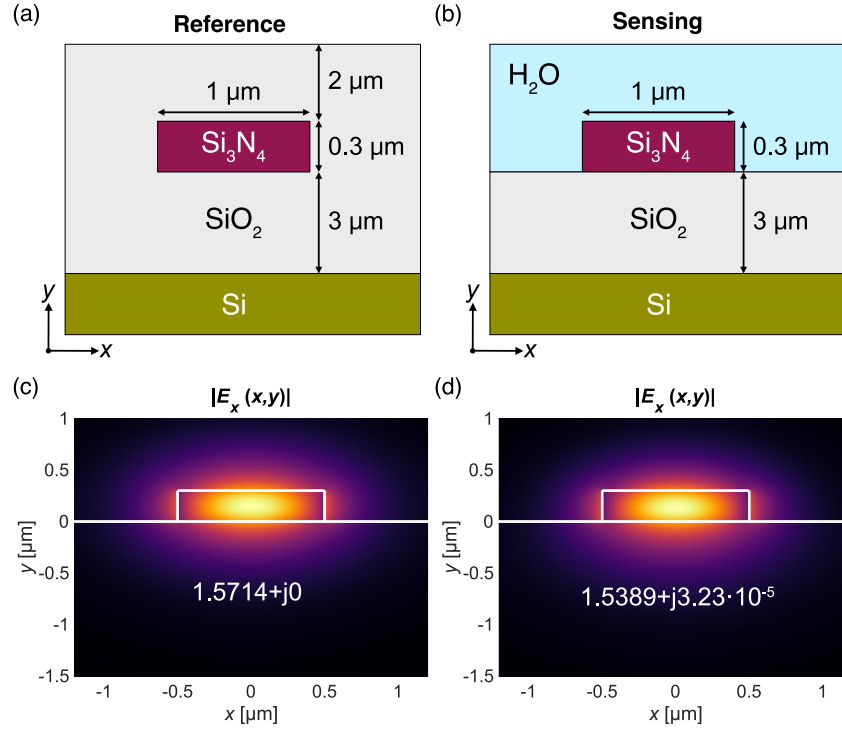 (a)
Reference
2 µm
1 µm
Si₃N₄
0.3 µm
SiO₂
3 µm
Si
y
x
(b)
Sensing
H₂O
1 µm
Si₃N₄
0.3 µm
SiO₂
3 µm
Si
y
x
(c)
|Eₓ (x,y)|
1
0.5
0
-0.5
-1
-1.5
y [µm]
1.5714+j0
-1 -0.5 0 0.5 1
x [µm]
(d)
|Eₓ (x,y)|
1
0.5
0
-0.5
-1
-1.5
y [µm]
1.5389+j3.23·10⁻⁵
-1 -0.5 0 0.5 1
x [µm]